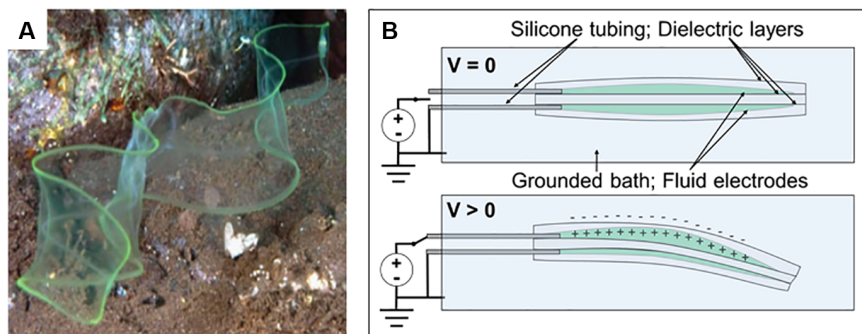 A
B
Silicone tubing; Dielectric layers
V = 0
+
-
Grounded bath; Fluid electrodes
V > 0
- - - - - - - - - - - -
+ + + + + + + + + + + + +
+
-